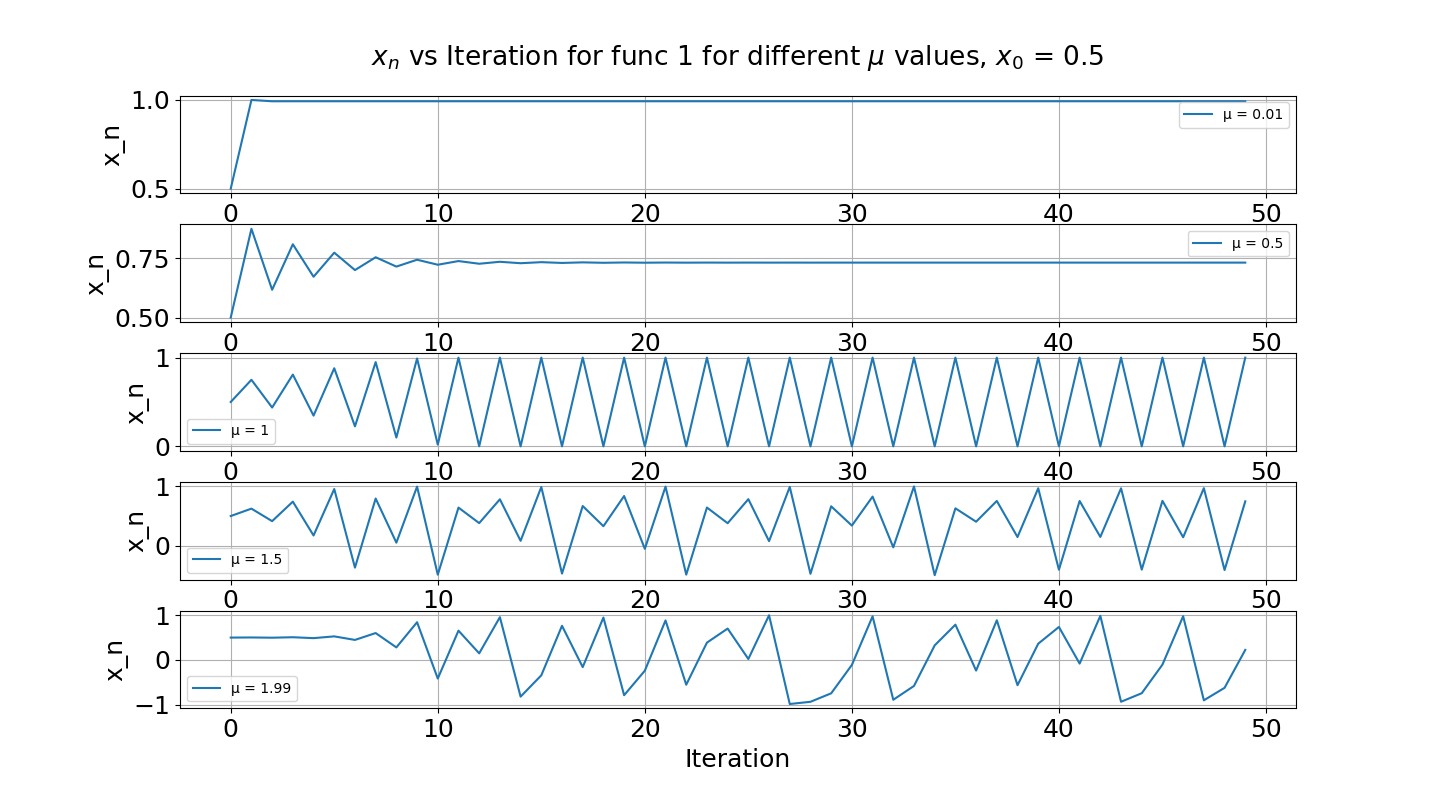 xₙ vs Iteration for func 1 for different μ values, x₀ = 0.5
1.0
x_n
0.5
μ = 0.01
0 10 20 30 40 50
0.75
x_n
0.50
μ = 0.5
0 10 20 30 40 50
1
x_n
0
μ = 1
0 10 20 30 40 50
1
x_n
0
μ = 1.5
0 10 20 30 40 50
1
x_n
0
−1
μ = 1.99
0 10 20 30 40 50
Iteration